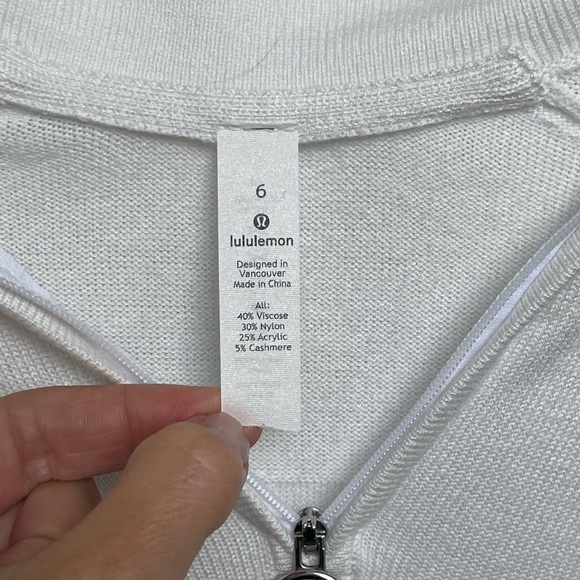 6
lululemon
Designed in
Vancouver
Made in China
All:
40% Viscose
30% Nylon
25% Acrylic
5% Cashmere